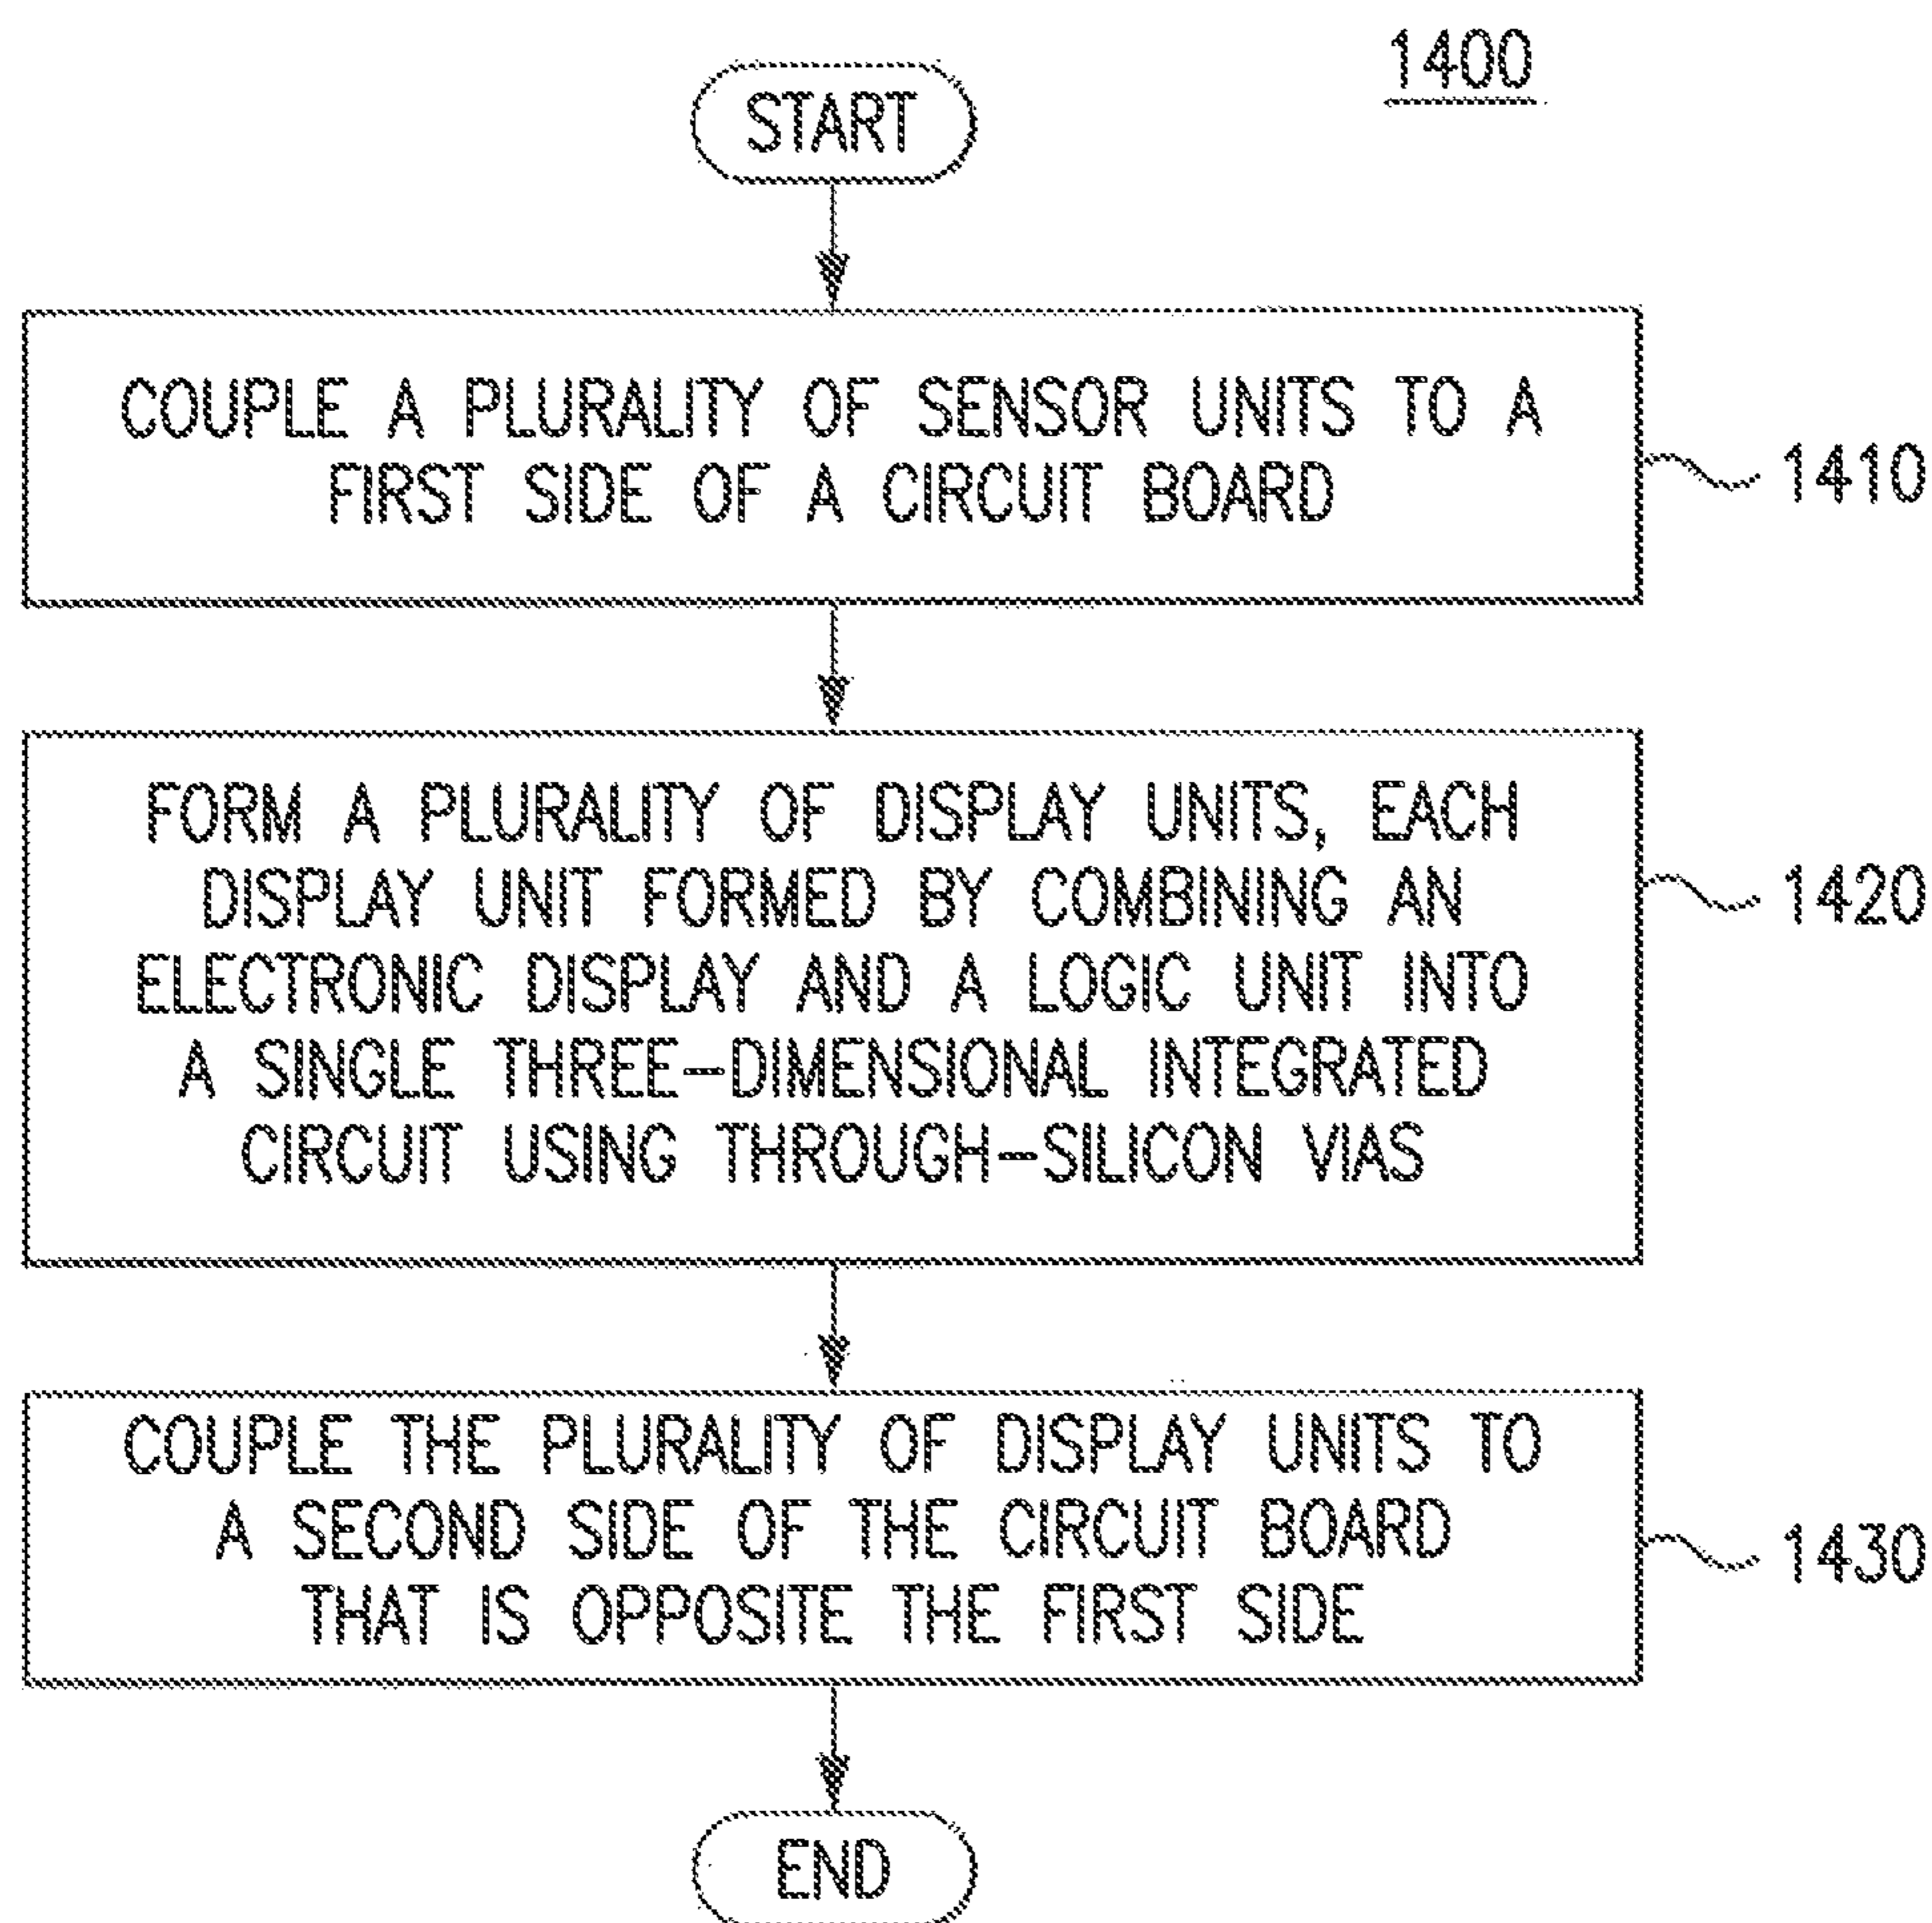 1400
START
COUPLE A PLURALITY OF SENSOR UNITS TO A
FIRST SIDE OF A CIRCUIT BOARD
1410
FORM A PLURALITY OF DISPLAY UNITS, EACH
DISPLAY UNIT FORMED BY COMBINING AN
ELECTRONIC DISPLAY AND A LOGIC UNIT INTO
A SINGLE THREE-DIMENSIONAL INTEGRATED
CIRCUIT USING THROUGH-SILICON VIAS
1420
COUPLE THE PLURALITY OF DISPLAY UNITS TO
A SECOND SIDE OF THE CIRCUIT BOARD
THAT IS OPPOSITE THE FIRST SIDE
1430
END